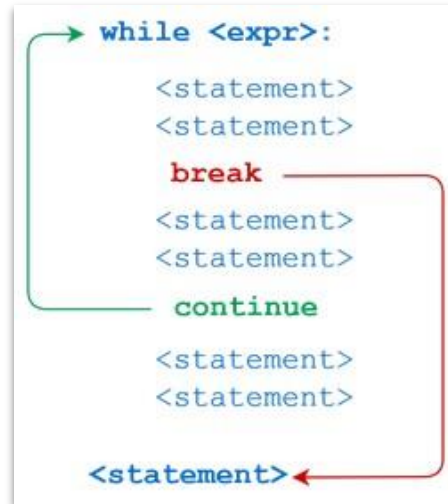 while <expr>:
<statement>
<statement>
break
<statement>
<statement>
continue
<statement>
<statement>
<statement>